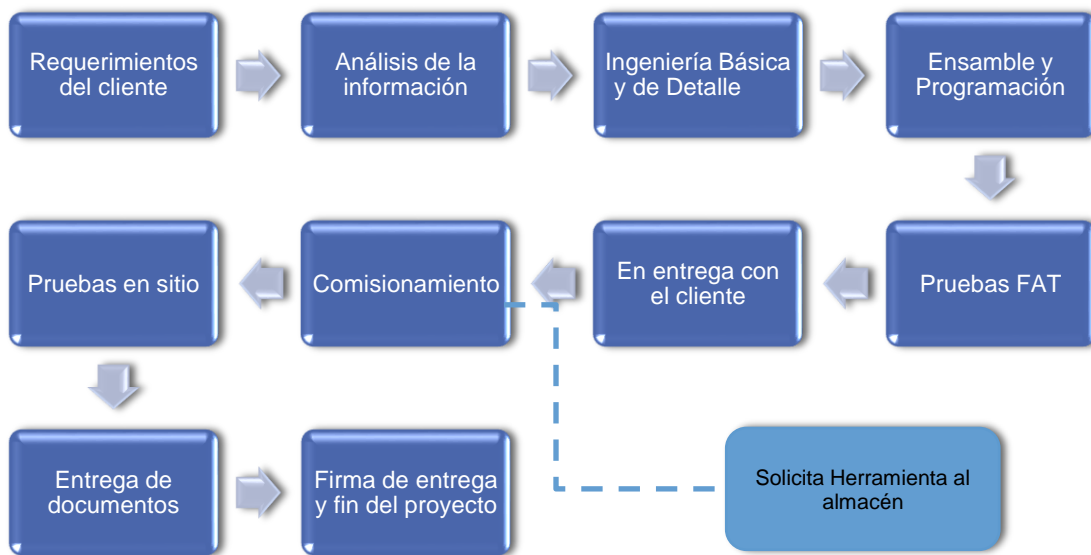 Requerimientos
del cliente
Análisis de la
información
Ingeniería Básica
y de Detalle
Ensamble y
Programación
Pruebas en sitio
Comisionamiento
En entrega con
el cliente
Pruebas FAT
Entrega de
documentos
Firma de entrega
y fin del proyecto
Solicita Herramienta al
almacén